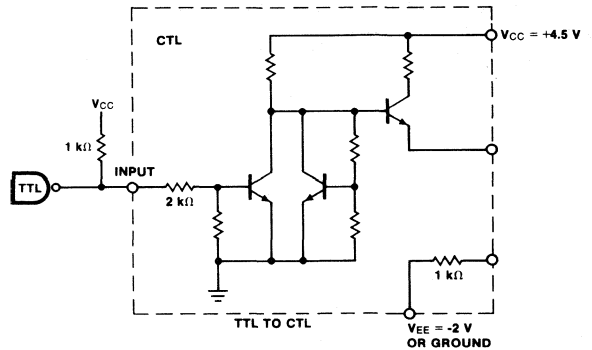 CTL
VCC = +4.5 V
VCC
1 kΩ
INPUT
TTL
2 kΩ
1 kΩ
TTL TO CTL
VEE = -2 V
OR GROUND